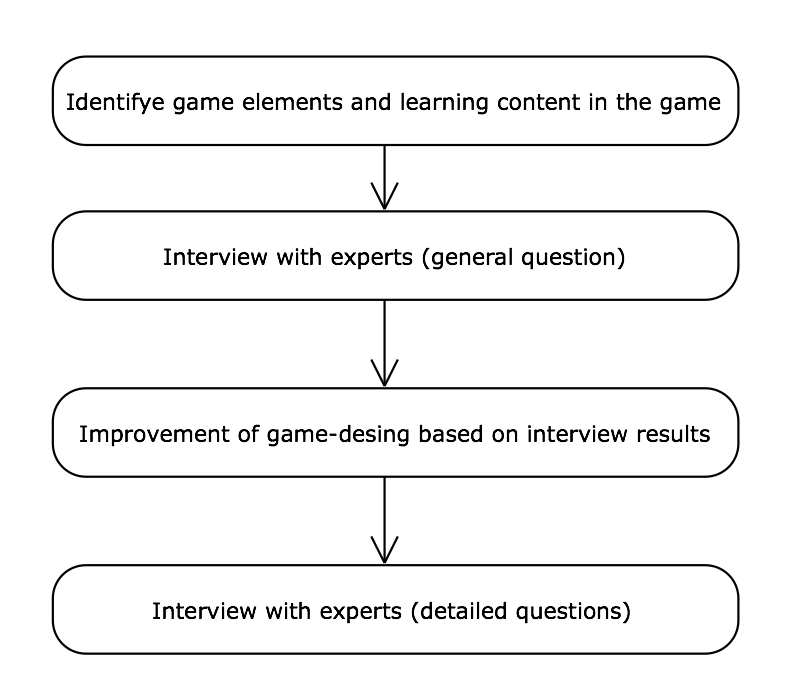 Identifye game elements and learning content in the game
Interview with experts (general question)
Improvement of game-desing based on interview results
Interview with experts (detailed questions)